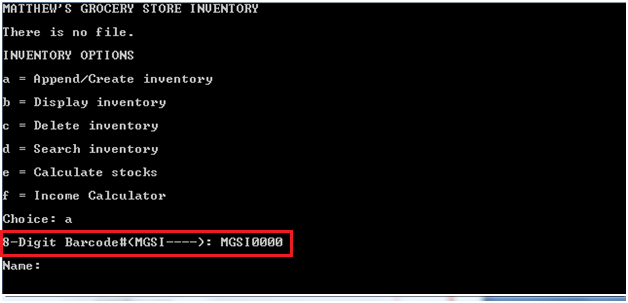 MATTHEW'S GROCERY STORE INVENTORY
There is no file.
INVENTORY OPTIONS
a = Append/Create inventory
b = Display inventory
c = Delete inventory
d = Search inventory
e = Calculate stocks
f = Income Calculator
Choice: a
8-Digit Barcode#(MGSI----): MGSI0000
Name: